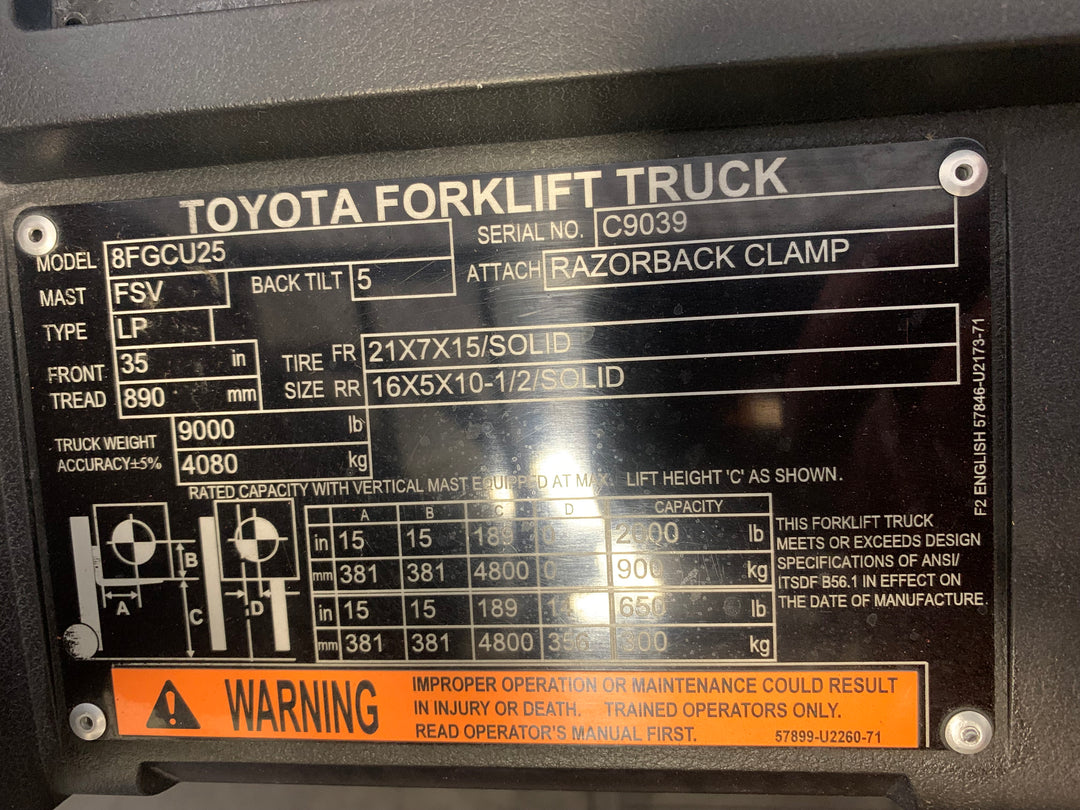 TOYOTA FORKLIFT TRUCK
MODEL 8FGCU25 SERIAL NO. C9039
MAST FSV BACK TILT 5 ATTACH RAZORBACK CLAMP
TYPE LP
FRONT TREAD 35 in 890 mm
TIRE SIZE FR 21X7X15/SOLID
RR 16X5X10-1/2/SOLID
TRUCK WEIGHT 9000 lb
ACCURACY±5% 4080 kg
RATED CAPACITY WITH VERTICAL MAST EQUIPPED AT MAX. LIFT HEIGHT 'C' AS SHOWN.
A B C D CAPACITY
in 15 15 189 0 2000 lb
mm 381 381 4800 0 900 kg
in 15 15 189 650 lb
mm 381 381 4800 356 300 kg
A B C D
THIS FORKLIFT TRUCK
MEETS OR EXCEEDS DESIGN
SPECIFICATIONS OF ANSI/
ITSDF B56.1 IN EFFECT ON
THE DATE OF MANUFACTURE.
F2 ENGLISH 57846-U2173-71
WARNING
IMPROPER OPERATION OR MAINTENANCE COULD RESULT
IN INJURY OR DEATH. TRAINED OPERATORS ONLY.
READ OPERATOR'S MANUAL FIRST. 57899-U2260-71